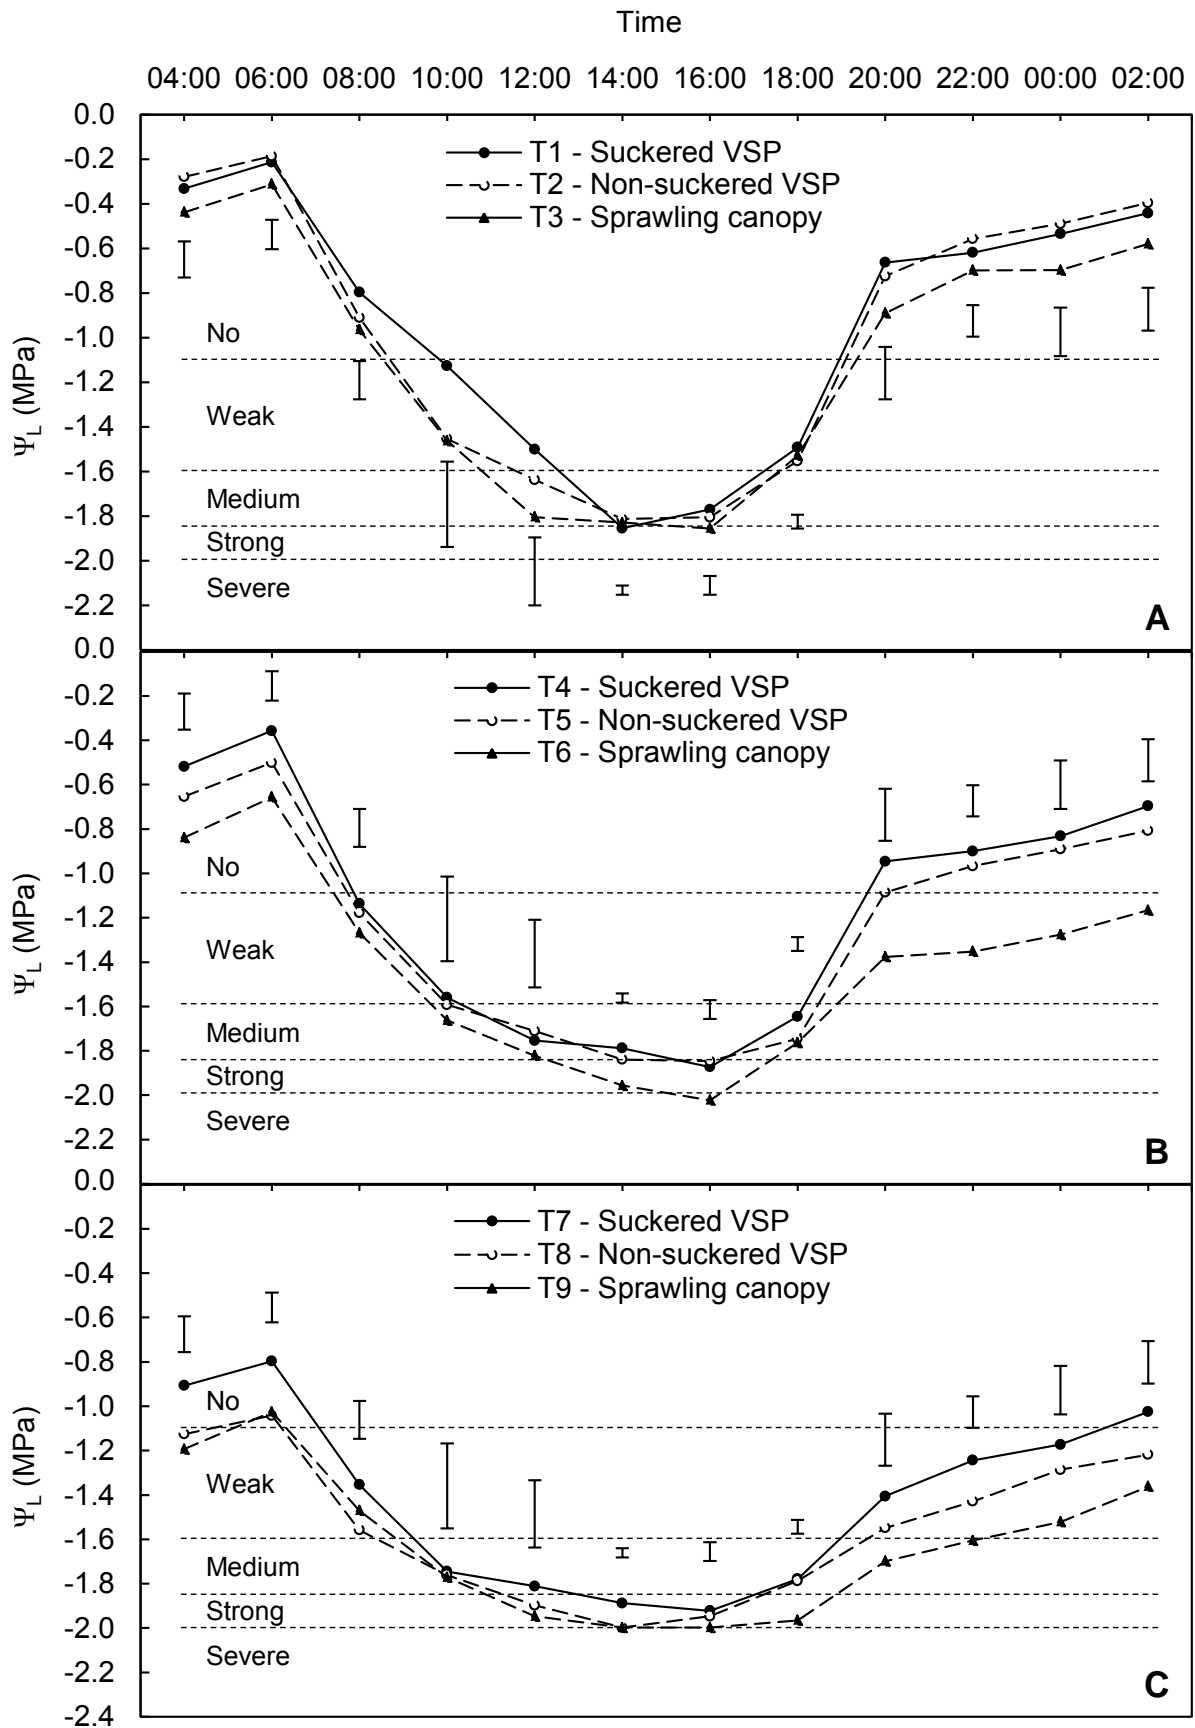 Time
04:00 06:00 08:00 10:00 12:00 14:00 16:00 18:00 20:00 22:00 00:00 02:00
0.0
-0.2
-0.4
-0.6
-0.8
-1.0
-1.2
-1.4
-1.6
-1.8
-2.0
-2.2
Ψ_L (MPa)
T1 - Suckered VSP
T2 - Non-suckered VSP
T3 - Sprawling canopy
No
Weak
Medium
Strong
Severe
A
0.0
-0.2
-0.4
-0.6
-0.8
-1.0
-1.2
-1.4
-1.6
-1.8
-2.0
-2.2
Ψ_L (MPa)
T4 - Suckered VSP
T5 - Non-suckered VSP
T6 - Sprawling canopy
No
Weak
Medium
Strong
Severe
B
0.0
-0.2
-0.4
-0.6
-0.8
-1.0
-1.2
-1.4
-1.6
-1.8
-2.0
-2.2
-2.4
Ψ_L (MPa)
T7 - Suckered VSP
T8 - Non-suckered VSP
T9 - Sprawling canopy
No
Weak
Medium
Strong
Severe
C